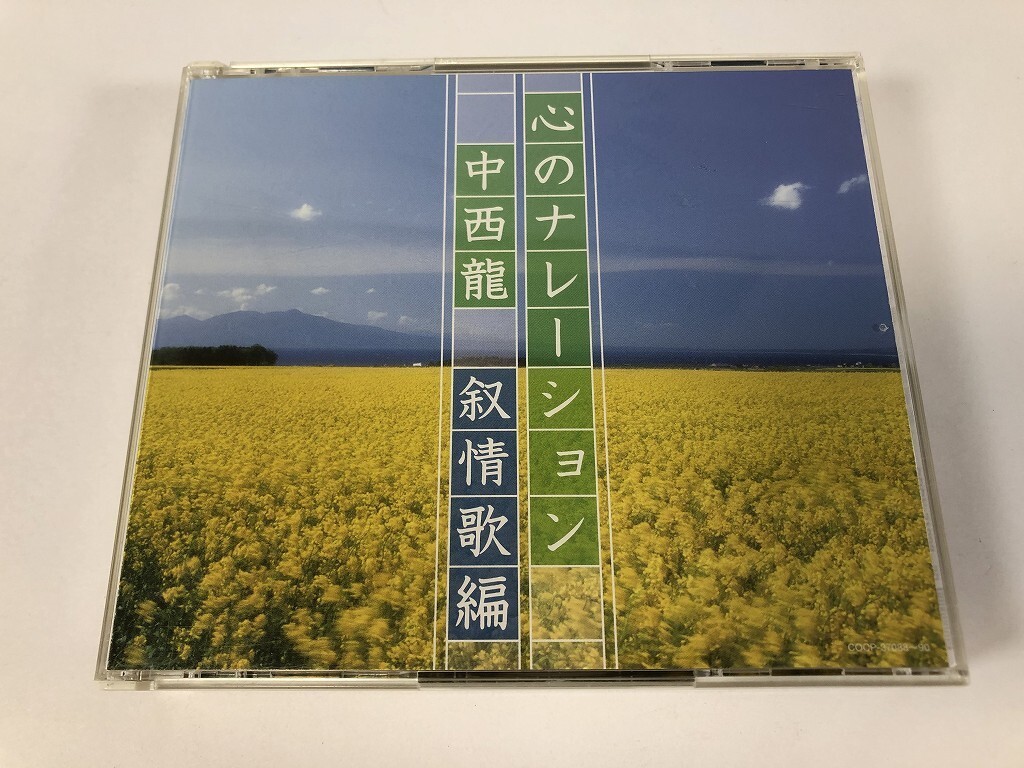 心のナレーション
中西龍
叙情歌編